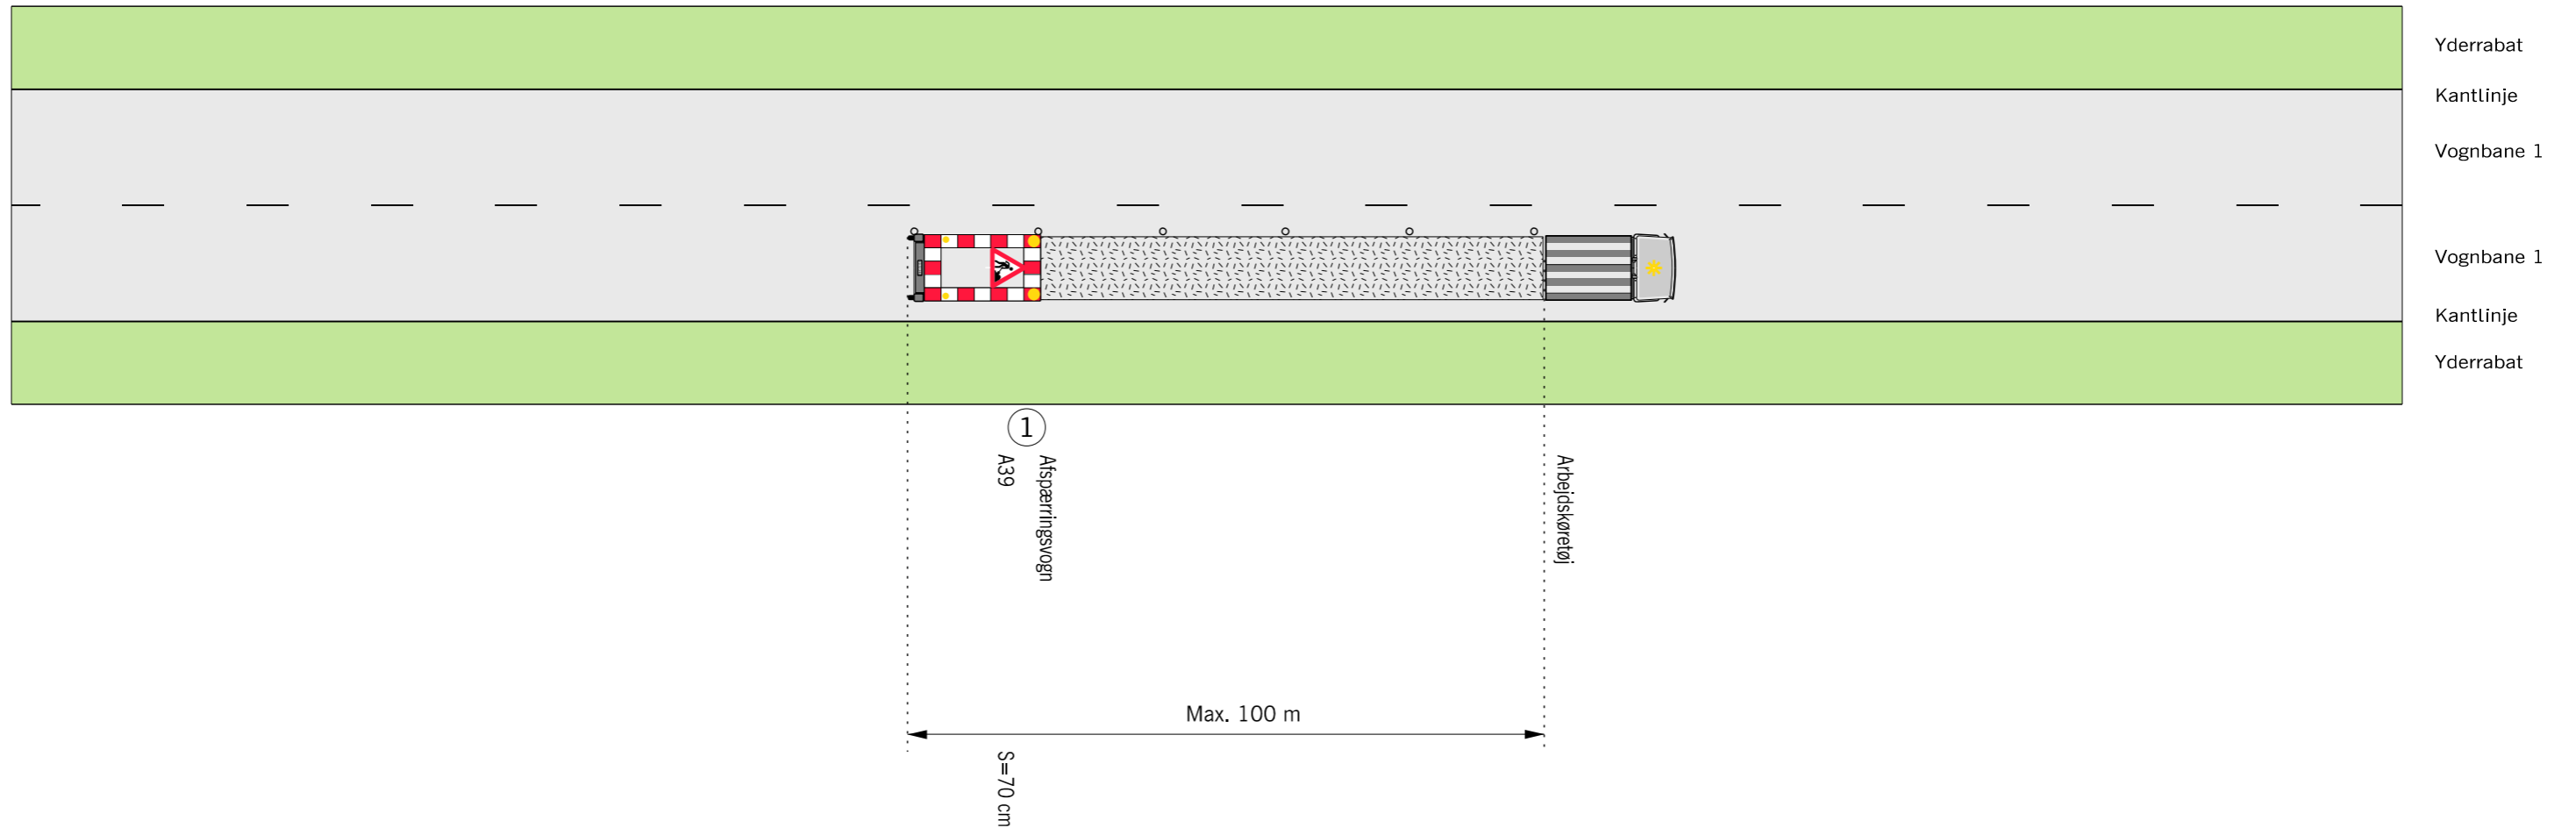 Yderrabat
Kantlinje
Vognbane 1
Vognbane 1
Kantlinje
Yderrabat
1
Afspærringsvogn
A39
Arbejdskøretøj
Max. 100 m
S=70 cm